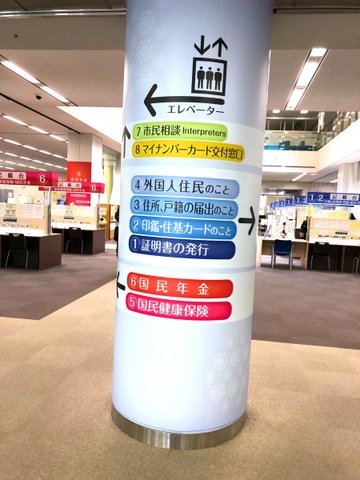 エレベーター
7 市民相談 Interpreters
8 マイナンバーカード交付窓口
4 外国人住民のこと
3 住所、戸籍の届出のこと
2 印鑑・住基カードのこと
1 証明書の発行
6 国民年金
5 国民健康保険
6
1 2